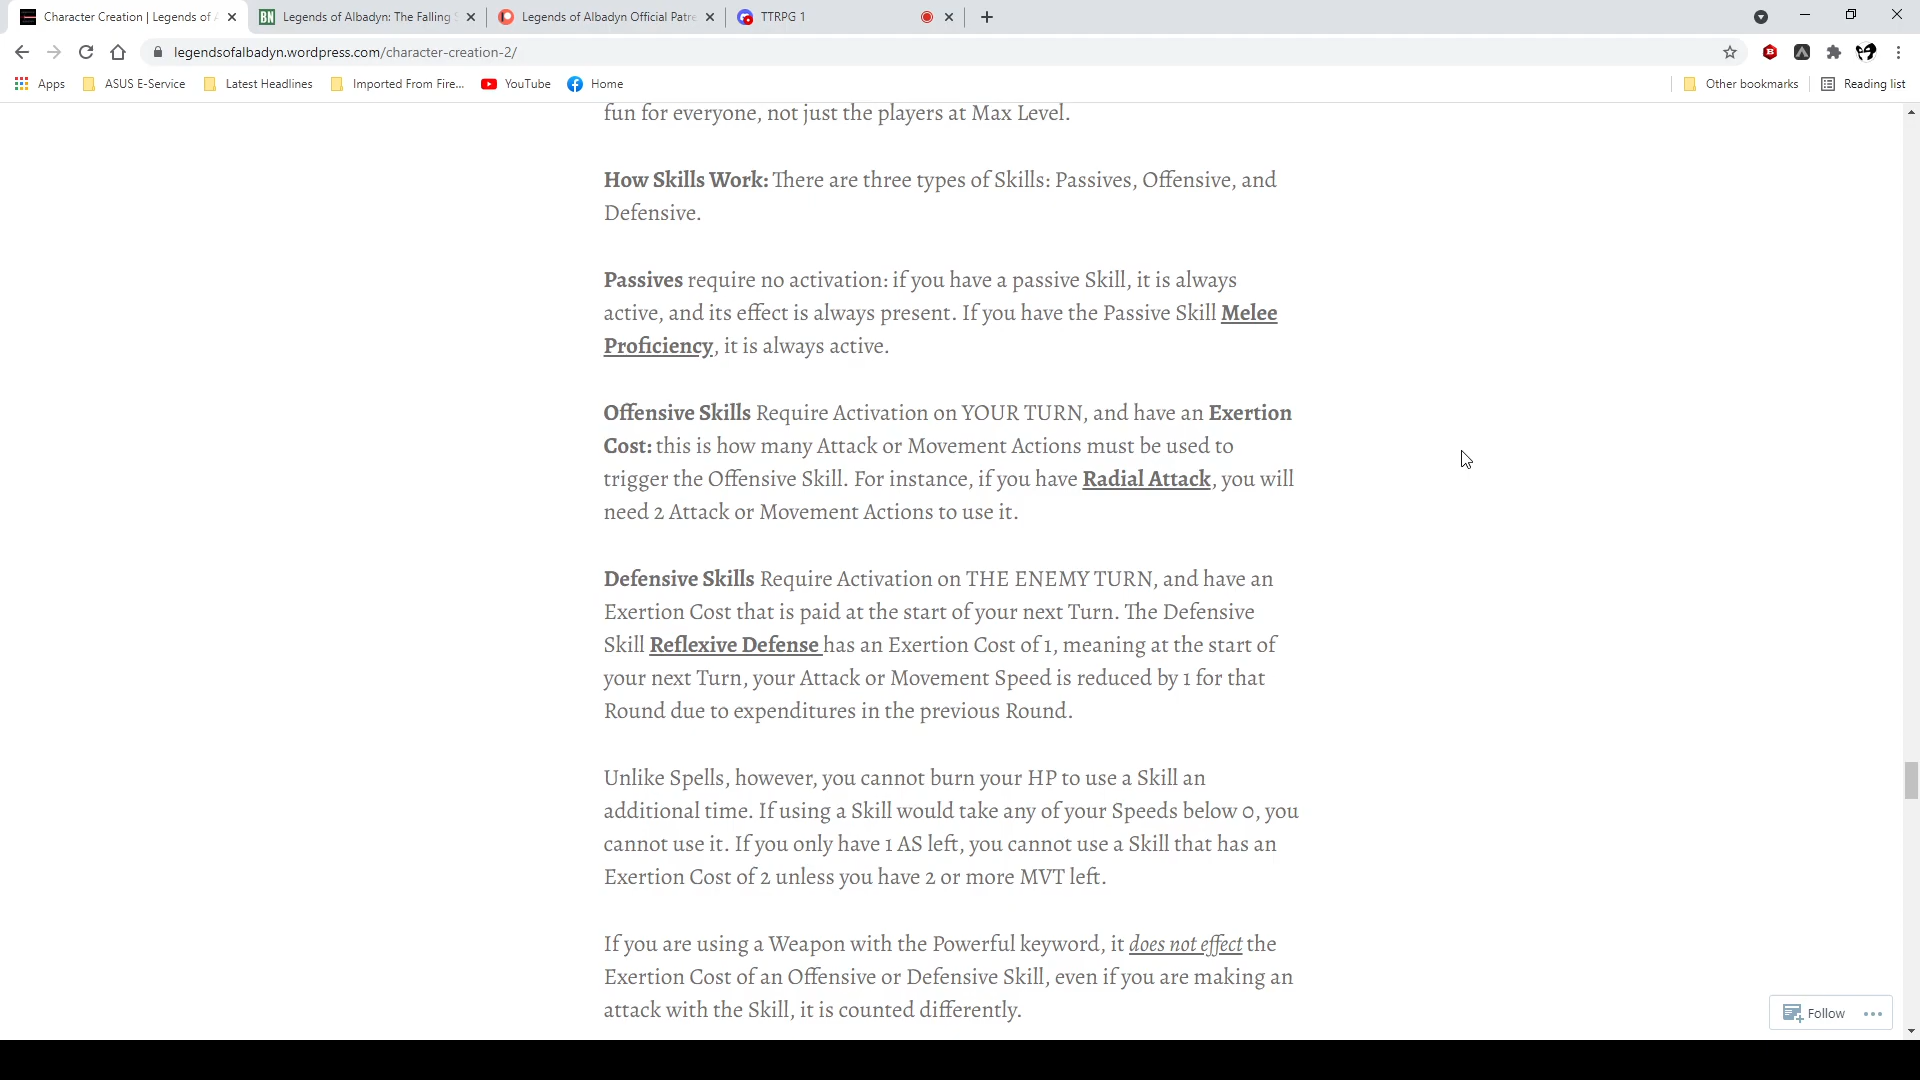 Character Creation | Legends of A
Legends of Albadyn: The Falling S
Legends of Albadyn Official Patre
TTRPG 1
legendsofalbadyn.wordpress.com/character-creation-2/
Apps
ASUS E-Service
Latest Headlines
Imported From Fire...
YouTube
Home
Other bookmarks
Reading list
fun for everyone, not just the players at Max Level.
How Skills Work: There are three types of Skills: Passives, Offensive, and
Defensive.
Passives require no activation: if you have a passive Skill, it is always
active, and its effect is always present. If you have the Passive Skill Melee
Proficiency, it is always active.
Offensive Skills Require Activation on YOUR TURN, and have an Exertion
Cost: this is how many Attack or Movement Actions must be used to
trigger the Offensive Skill. For instance, if you have Radial Attack, you will
need 2 Attack or Movement Actions to use it.
Defensive Skills Require Activation on THE ENEMY TURN, and have an
Exertion Cost that is paid at the start of your next Turn. The Defensive
Skill Reflexive Defense has an Exertion Cost of 1, meaning at the start of
your next Turn, your Attack or Movement Speed is reduced by 1 for that
Round due to expenditures in the previous Round.
Unlike Spells, however, you cannot burn your HP to use a Skill an
additional time. If using a Skill would take any of your Speeds below 0, you
cannot use it. If you only have 1 AS left, you cannot use a Skill that has an
Exertion Cost of 2 unless you have 2 or more MVT left.
If you are using a Weapon with the Powerful keyword, it does not effect the
Exertion Cost of an Offensive or Defensive Skill, even if you are making an
attack with the Skill, it is counted differently.
Follow